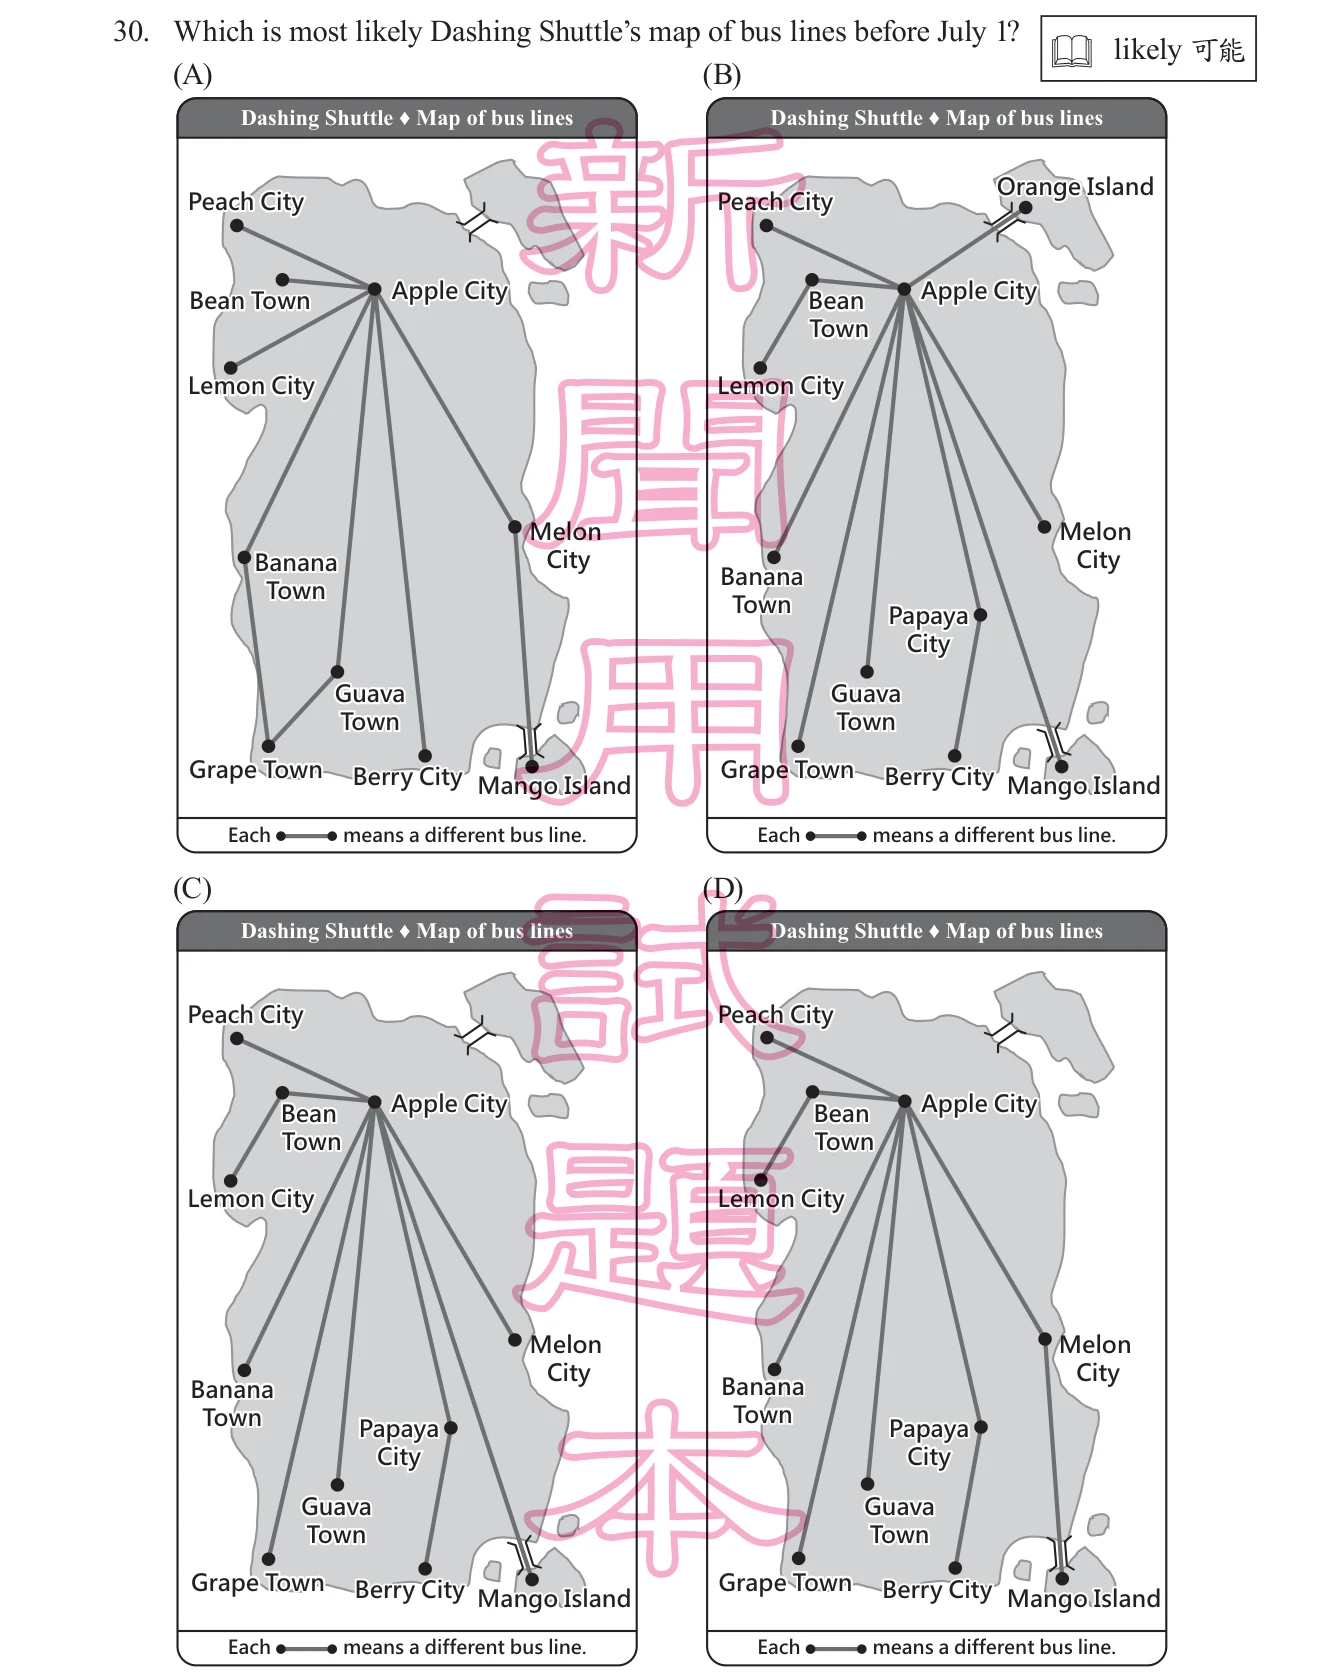 30. Which is most likely Dashing Shuttle’s map of bus lines before July 1?
likely 可能
(A)
Dashing Shuttle ♦ Map of bus lines
Peach City
Bean Town
Apple City
Lemon City
Melon
City
Banana
Town
Guava
Town
Grape Town
Berry City
Mango Island
Each means a different bus line.
(B)
Dashing Shuttle ♦ Map of bus lines
Orange Island
Peach City
Apple City
Bean
Town
Lemon City
Melon
City
Banana
Town
Papaya
City
Guava
Town
Grape Town
Berry City
Mango Island
Each means a different bus line.
(C)
Dashing Shuttle ♦ Map of bus lines
Peach City
Apple City
Bean
Town
Lemon City
Melon
City
Banana
Town
Papaya
City
Guava
Town
Grape Town
Berry City
Mango Island
Each means a different bus line.
(D)
Dashing Shuttle ♦ Map of bus lines
Peach City
Apple City
Bean
Town
Lemon City
Melon
City
Banana
Town
Papaya
City
Guava
Town
Grape Town
Berry City
Mango Island
Each means a different bus line.
新聞用試題本